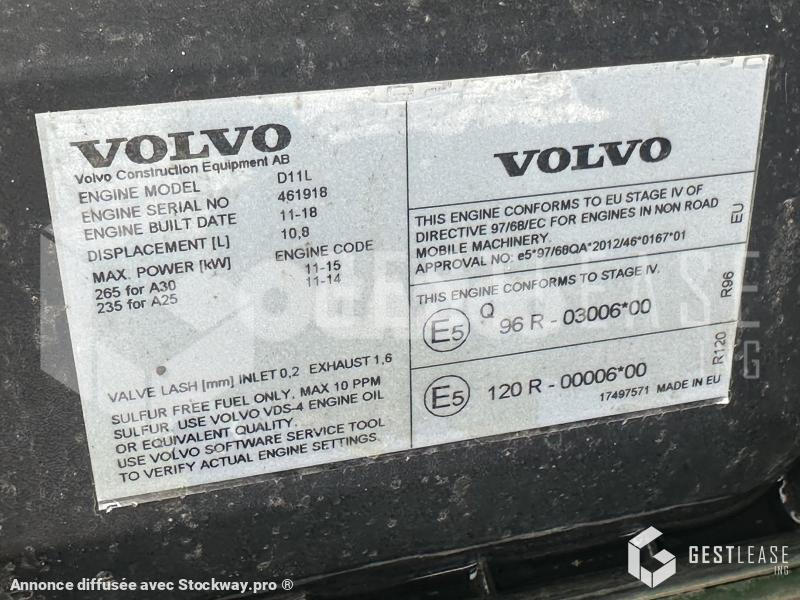 VOLVO
Volvo Construction Equipment AB
ENGINE MODEL D11L
ENGINE SERIAL NO 461918
ENGINE BUILT DATE 11-18
DISPLACEMENT [L] 10,8
MAX. POWER [kW] ENGINE CODE
265 for A30 11-15
235 for A25 11-14
VALVE LASH [mm] INLET 0,2 EXHAUST 1,6
SULFUR FREE FUEL ONLY, MAX 10 PPM
SULFUR. USE VOLVO VDS-4 ENGINE OIL
OR EQUIVALENT QUALITY.
USE VOLVO SOFTWARE SERVICE TOOL
TO VERIFY ACTUAL ENGINE SETTINGS.
VOLVO
THIS ENGINE CONFORMS TO EU STAGE IV OF
DIRECTIVE 97/68/EC FOR ENGINES IN NON ROAD
MOBILE MACHINERY.
APPROVAL NO: e5*97/68QA*2012/46*0167*01
EU
THIS ENGINE CONFORMS TO STAGE IV.
E5 Q 96 R - 03006*00
R96
E5 120 R - 00006*00
R120
17497571 MADE IN EU
GESTLEASE
ING
GESTLEASE
ING
Annonce diffusée avec Stockway.pro ®